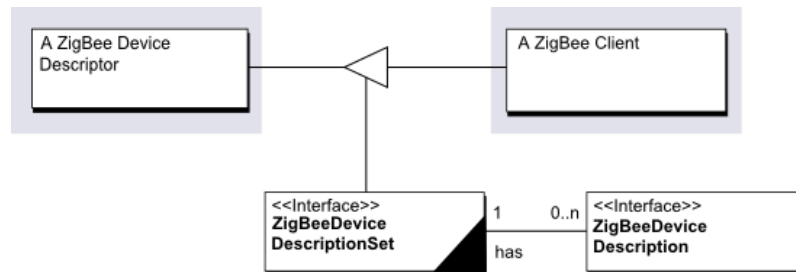 A ZigBee Device
Descriptor
A ZigBee Client
<<Interface>>
ZigBeeDevice
DescriptionSet
1
0..n
has
<<Interface>>
ZigBeeDevice
Description